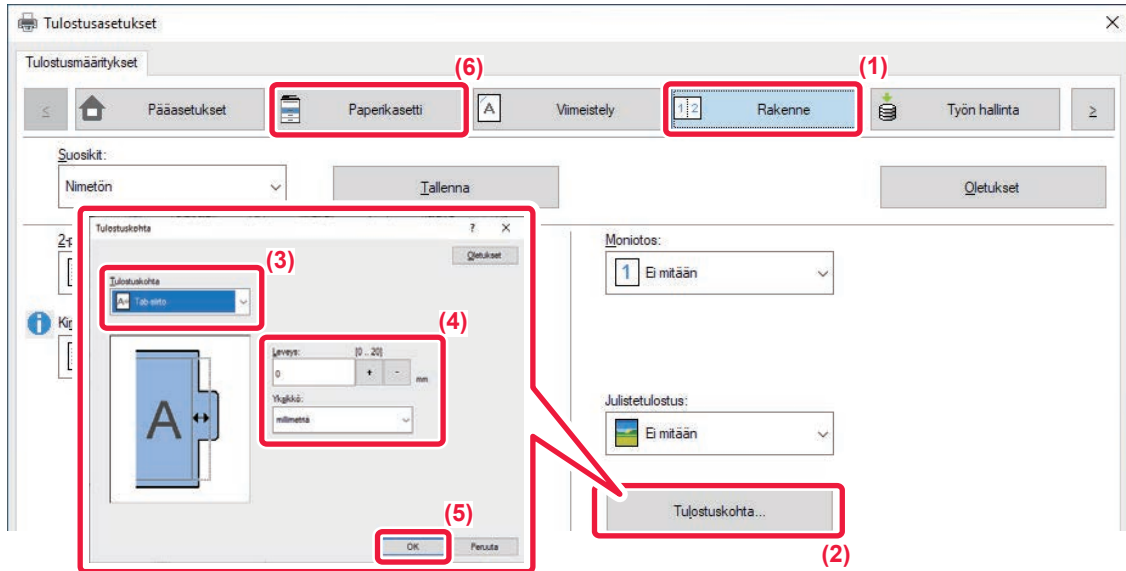 Tulostusasetukset
Tulostusmääritykset
(6)
(1)
Pääasetukset
Paperikasetti
Viimeistely
Rakenne
Työn hallinta
Suosikit:
Nimetön
Tallenna
Oletukset
Tulostuskohta
?
Oletukset
2-
(3)
Tulostuskohta
Tab-siirto
Moniotos:
1 Ei mitään
(4)
Leveys: [0 .. 20]
0 + - mm
Yksikkö:
millimetriä
A
Julistetulostus:
Ei mitään
(5)
OK
Peruuta
Tulostuskohta...
(2)